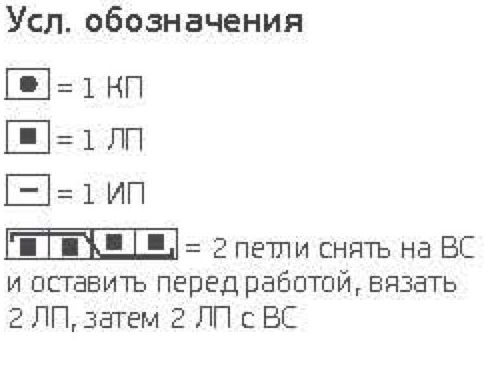 Усл. обозначения
= 1 КП
= 1 ЛП
= 1 ИП
= 2 петли снять на ВС
и оставить перед работой, вязать
2 ЛП, затем 2 ЛП с ВС